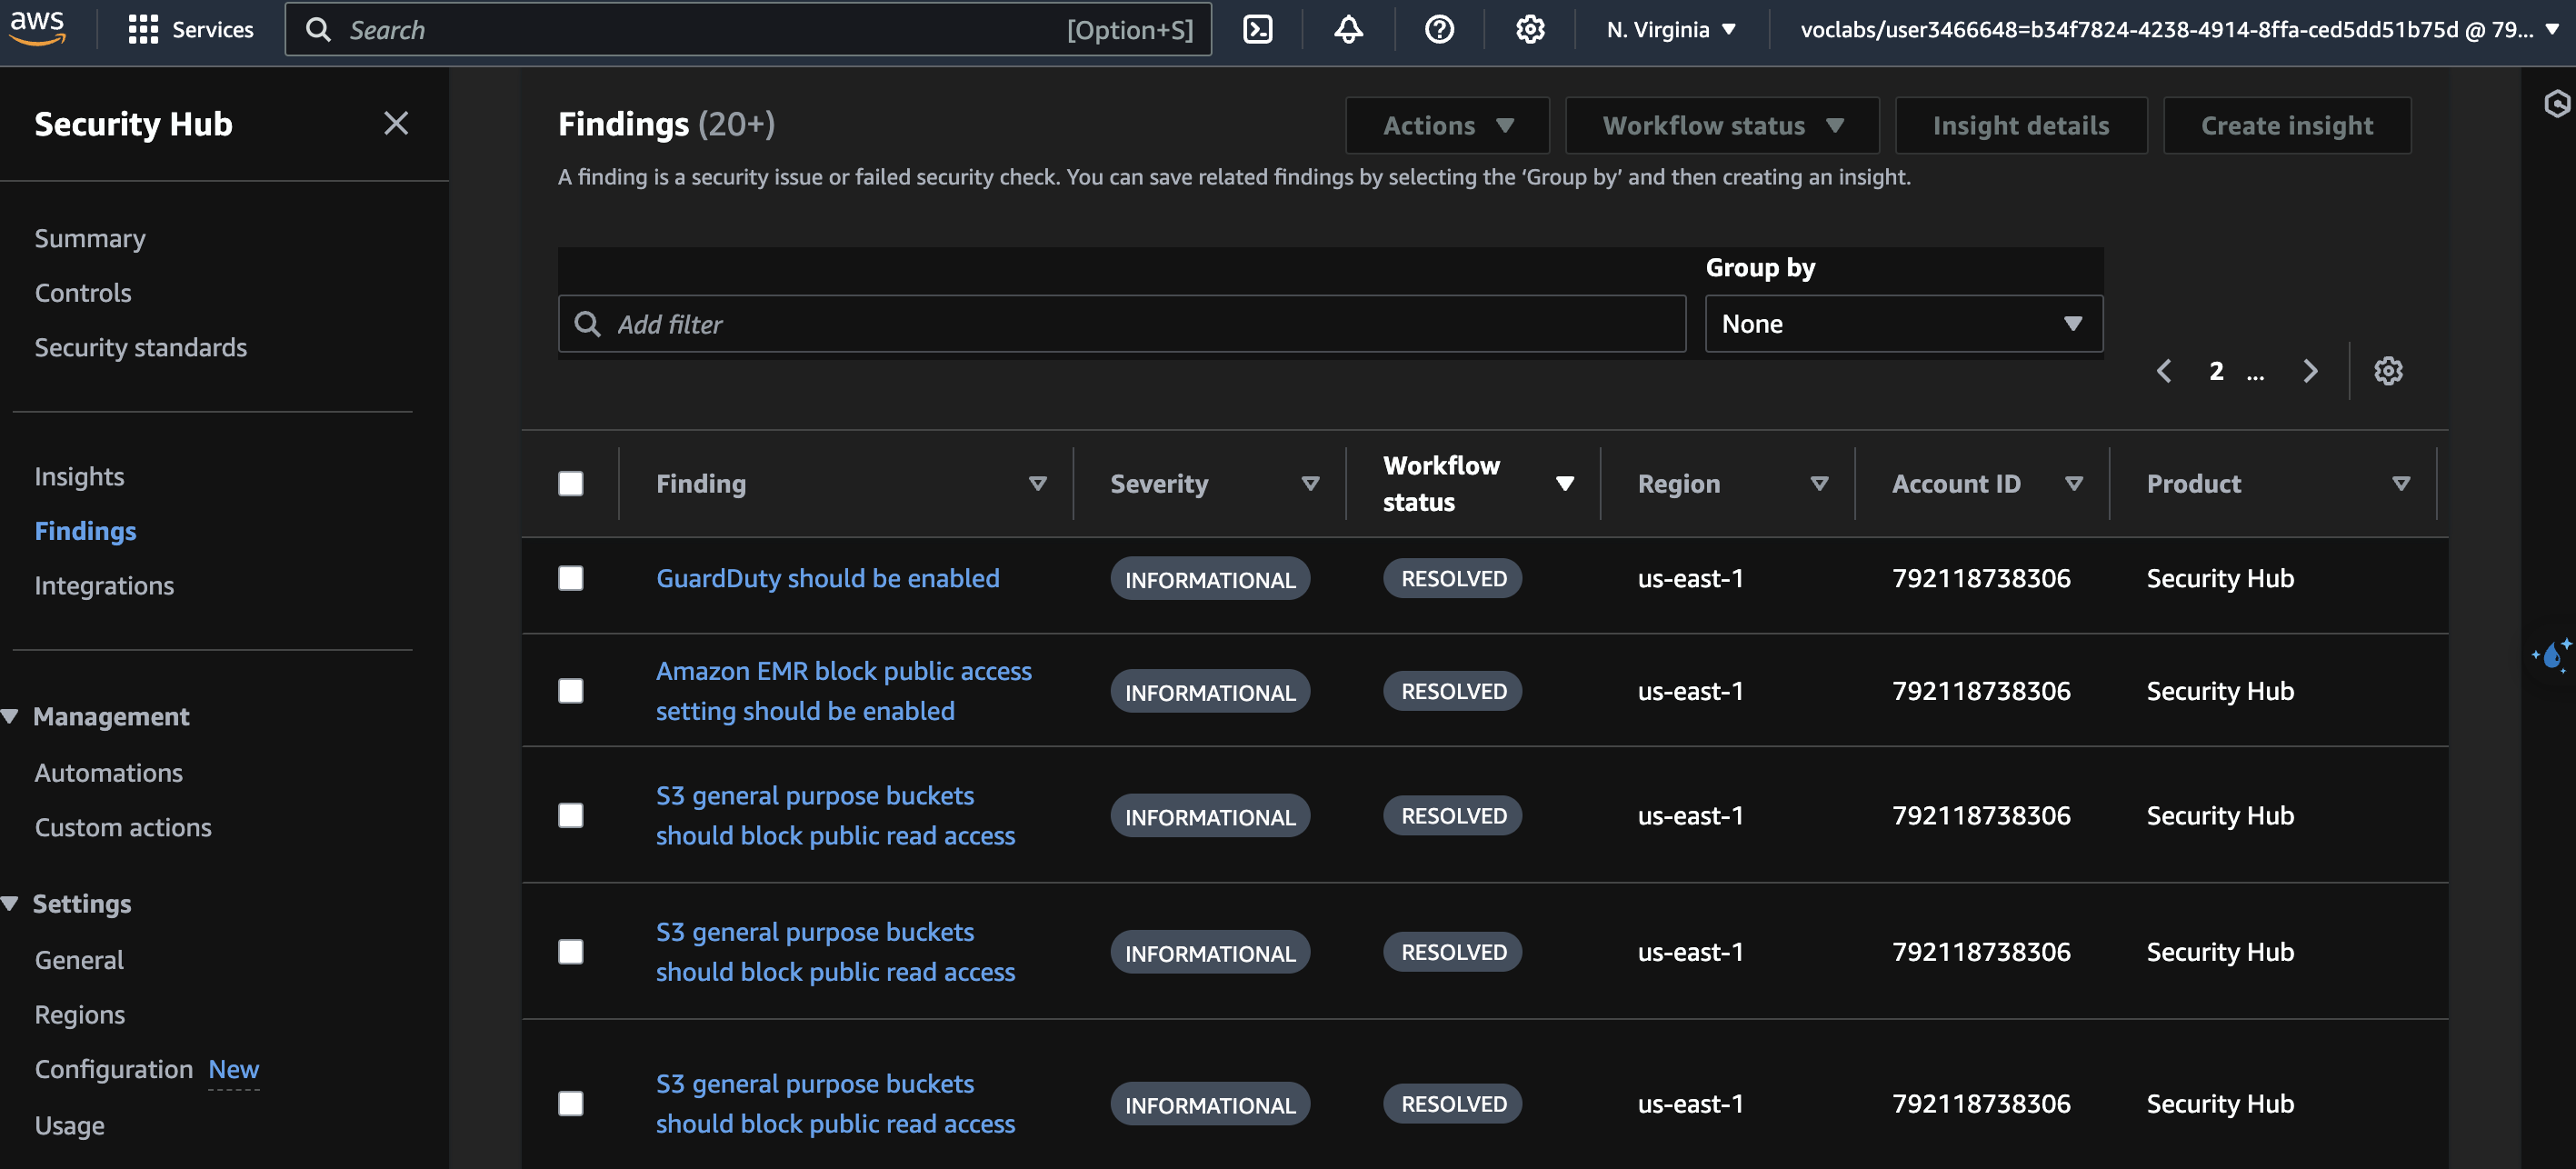 aws
Services
Search
[Option+S]
N. Virginia
voclabs/user3466648=b34f7824-4238-4914-8ffa-ced5dd51b75d @ 79...
Security Hub
Summary
Controls
Security standards
Insights
Findings
Integrations
Management
Automations
Custom actions
Settings
General
Regions
Configuration New
Usage
Findings (20+)
Actions
Workflow status
Insight details
Create insight
A finding is a security issue or failed security check. You can save related findings by selecting the ‘Group by’ and then creating an insight.
Add filter
Group by
None
2 ...
Finding
Severity
Workflow
status
Region
Account ID
Product
GuardDuty should be enabled
INFORMATIONAL
RESOLVED
us-east-1
792118738306
Security Hub
Amazon EMR block public access
setting should be enabled
INFORMATIONAL
RESOLVED
us-east-1
792118738306
Security Hub
S3 general purpose buckets
should block public read access
INFORMATIONAL
RESOLVED
us-east-1
792118738306
Security Hub
S3 general purpose buckets
should block public read access
INFORMATIONAL
RESOLVED
us-east-1
792118738306
Security Hub
S3 general purpose buckets
should block public read access
INFORMATIONAL
RESOLVED
us-east-1
792118738306
Security Hub